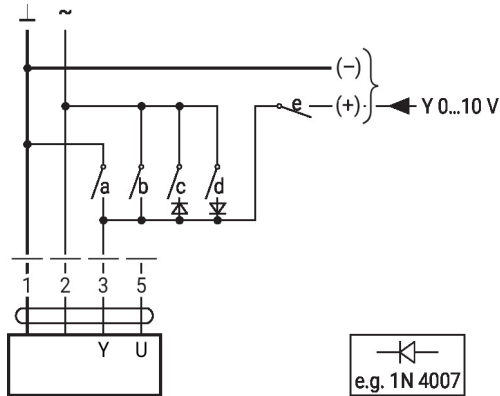 ⊥ ~
(–)
e (+) Y 0...10 V
a b c d
1 2 3 5
Y U
e.g. 1N 4007